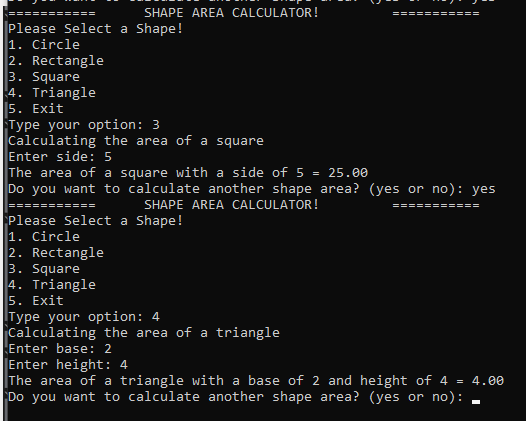 ===========      SHAPE AREA CALCULATOR!         ===========
Please Select a Shape!
1. Circle
2. Rectangle
3. Square
4. Triangle
5. Exit
Type your option: 3
Calculating the area of a square
Enter side: 5
The area of a square with a side of 5 = 25.00
Do you want to calculate another shape area? (yes or no): yes
===========      SHAPE AREA CALCULATOR!         ===========
Please Select a Shape!
1. Circle
2. Rectangle
3. Square
4. Triangle
5. Exit
Type your option: 4
Calculating the area of a triangle
Enter base: 2
Enter height: 4
The area of a triangle with a base of 2 and height of 4 = 4.00
Do you want to calculate another shape area? (yes or no):